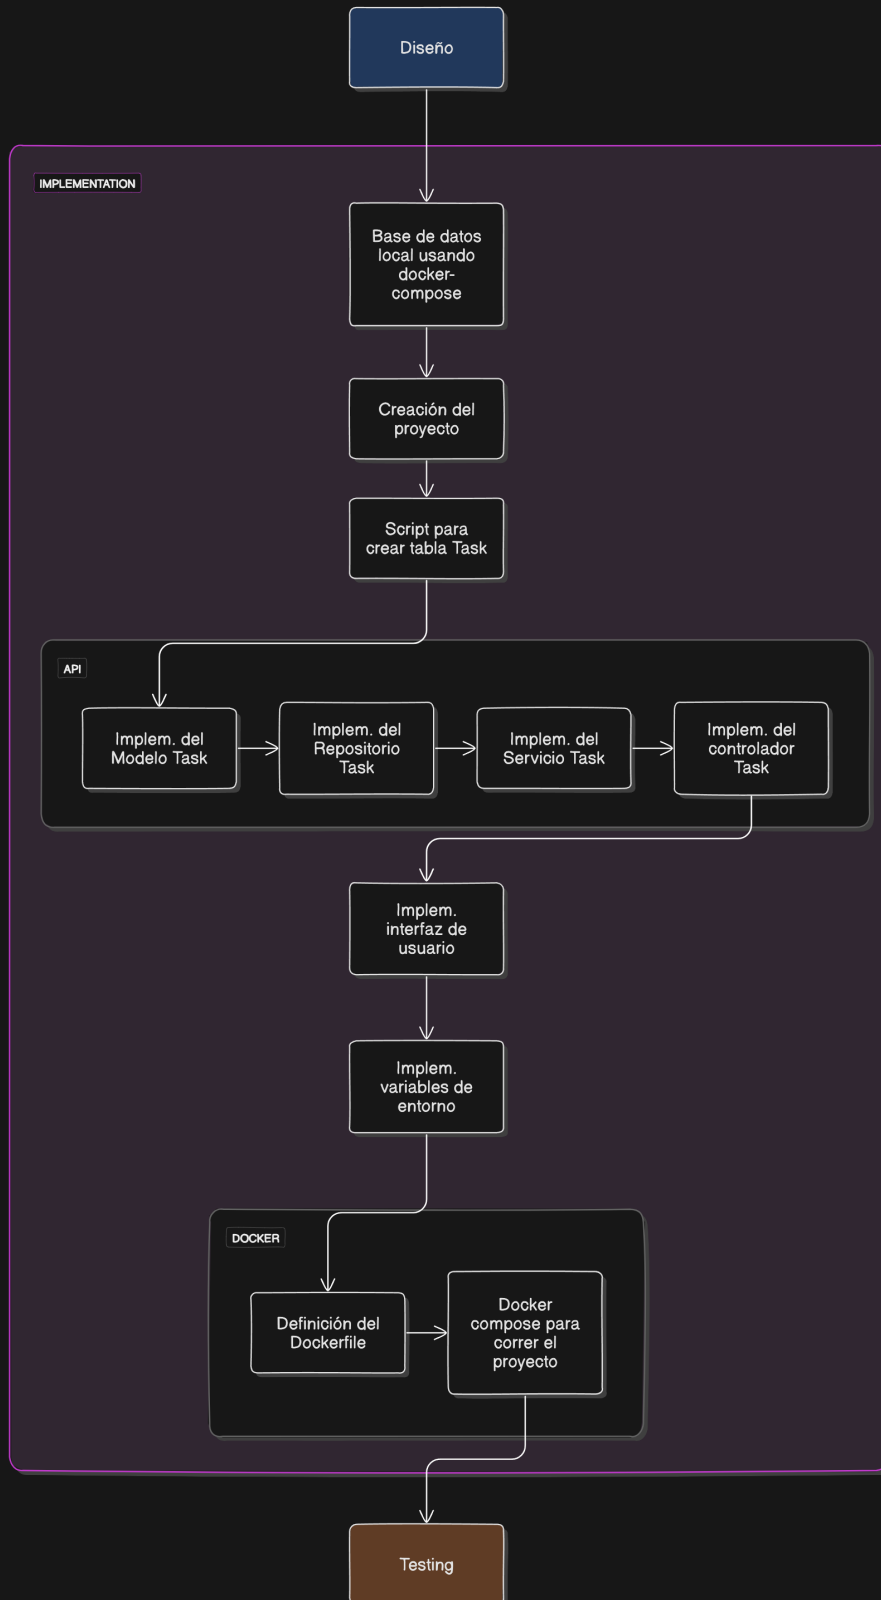 Diseño
IMPLEMENTATION
Base de datos
local usando
docker-
compose
Creación del
proyecto
Script para
crear tabla Task
API
Implem. del
Modelo Task
Implem. del
Repositorio
Task
Implem. del
Servicio Task
Implem. del
controlador
Task
Implem.
interfaz de
usuario
Implem.
variables de
entorno
DOCKER
Definición del
Dockerfile
Docker
compose para
correr el
proyecto
Testing